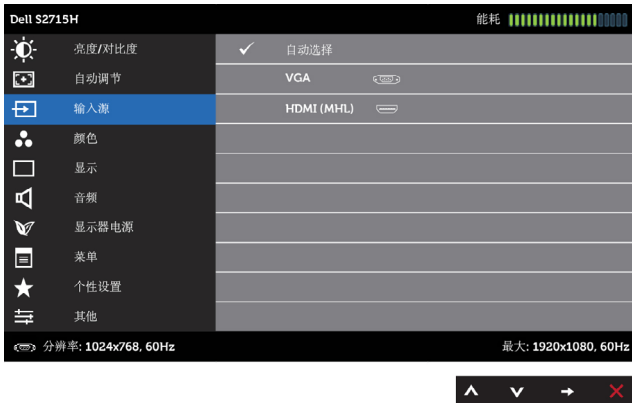 Dell S2715H 能耗
亮度/对比度 自动选择
自动调节 VGA
输入源 HDMI (MHL)
颜色
显示
音频
显示器电源
菜单
个性设置
其他
分辨率: 1024x768, 60Hz 最大: 1920x1080, 60Hz